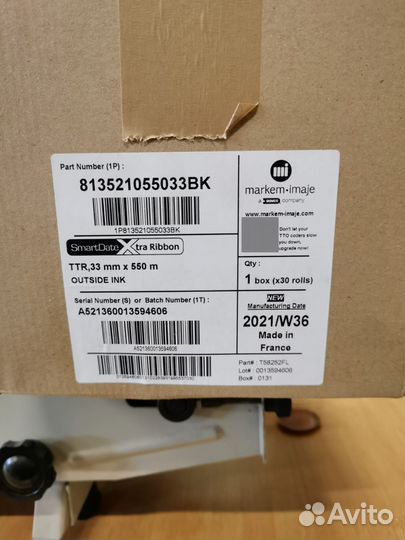 Part Number (1P) :
813521055033BK
1P813521055033BK
SmartDate Xtra Ribbon
TTR,33 mm x 550 m
OUTSIDE INK
Serial Number (S) or Batch Number (1T) :
A521360013594606
A521360013594606
mi
markem·imaje
a DOVER company
www.markem-imaje.com
Don't let your
TTO coders slow
you down,
upgrade now!
Qty :
1 box (x30 rolls)
NEW
Manufacturing Date
2021/W36
Made in
France
Part# : T58252FL
Lot# : 0013594606
Box# : 0131
Avito